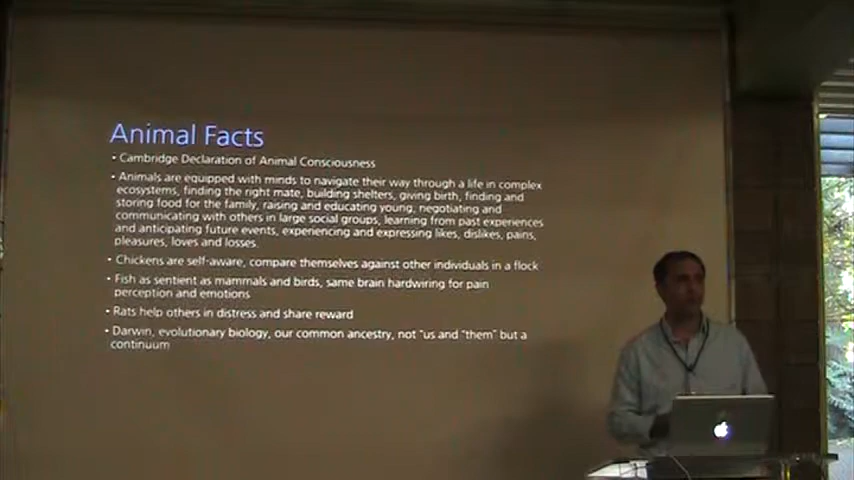 Animal Facts
• Cambridge Declaration of Animal Consciousness
• Animals are equipped with minds to navigate their way through a life in complex
ecosystems, finding the right mate, building shelters, giving birth, finding and
storing food for the family, raising and educating young, negotiating and
communicating with others in large social groups, learning from past experiences
and anticipating future events, experiencing and expressing likes, dislikes, pains,
pleasures, loves and losses.
• Chickens are self-aware, compare themselves against other individuals in a flock
• Fish as sentient as mammals and birds, same brain hardwiring for pain
perception and emotions
• Rats help others in distress and share reward
• Darwin, evolutionary biology, our common ancestry, not "us and "them" but a
continuum